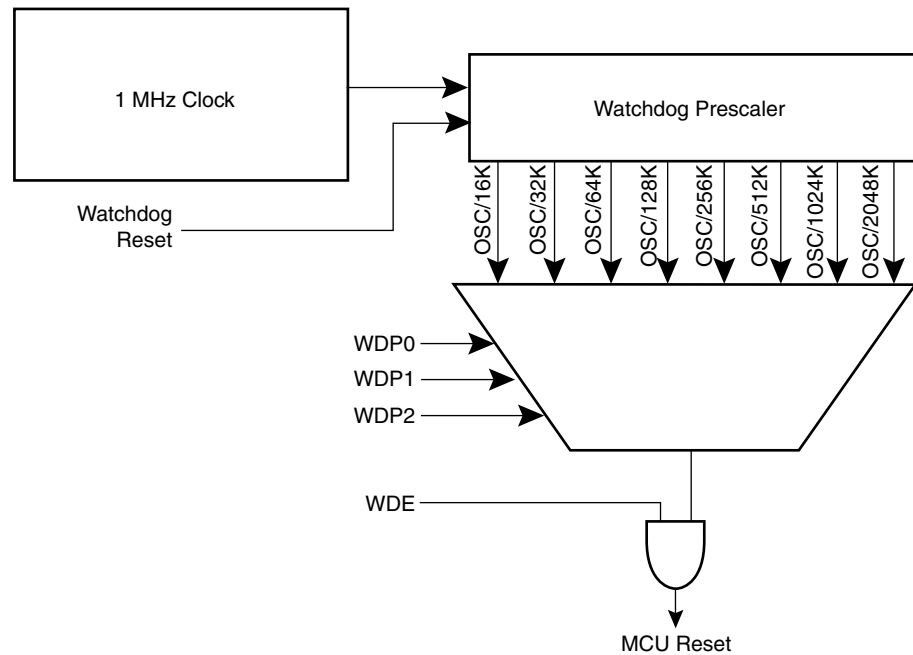 1 MHz Clock
Watchdog Prescaler
Watchdog
Reset
OSC/16K
OSC/32K
OSC/64K
OSC/128K
OSC/256K
OSC/512K
OSC/1024K
OSC/2048K
WDP0
WDP1
WDP2
WDE
MCU Reset